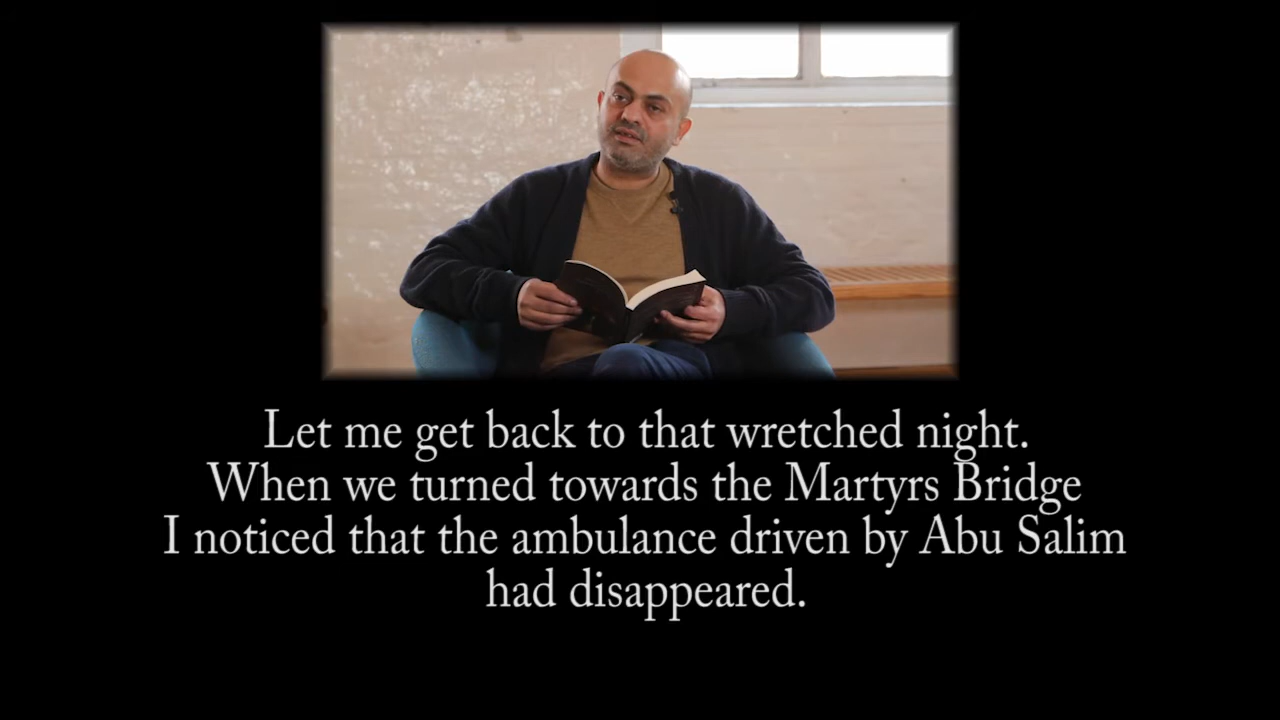 Let me get back to that wretched night.
When we turned towards the Martyrs Bridge
I noticed that the ambulance driven by Abu Salim
had disappeared.